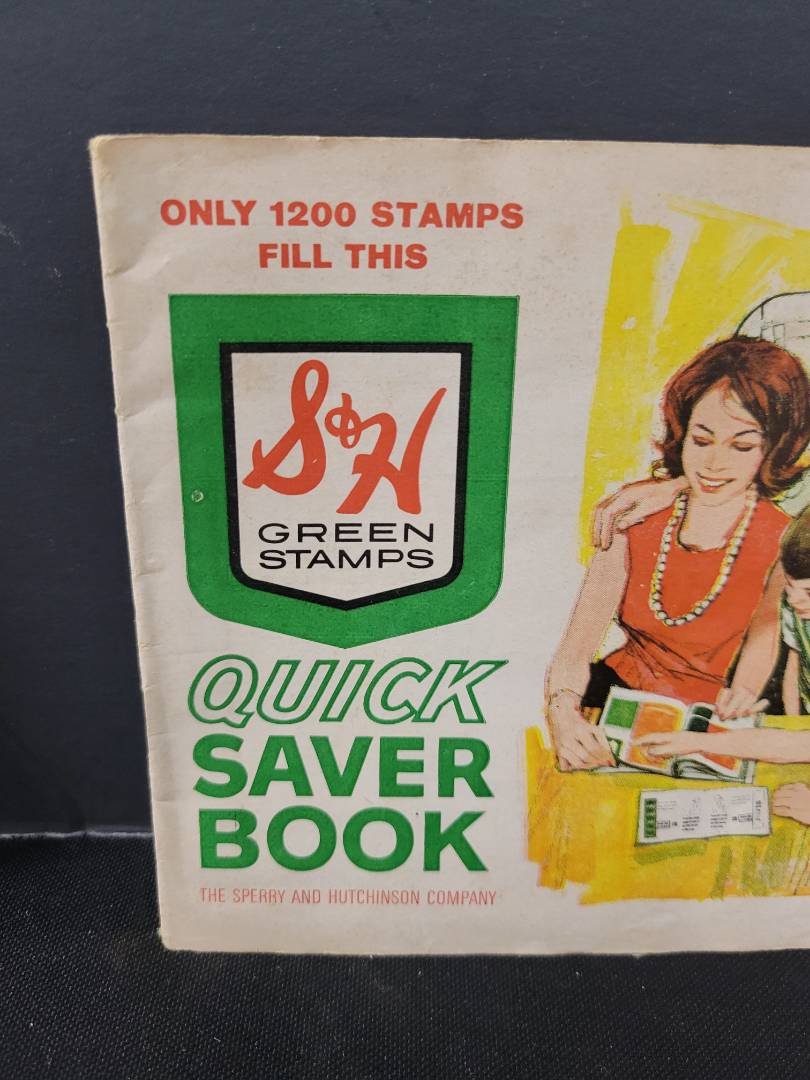 ONLY 1200 STAMPS
FILL THIS
S&H
GREEN
STAMPS
QUICK
SAVER
BOOK
THE SPERRY AND HUTCHINSON COMPANY